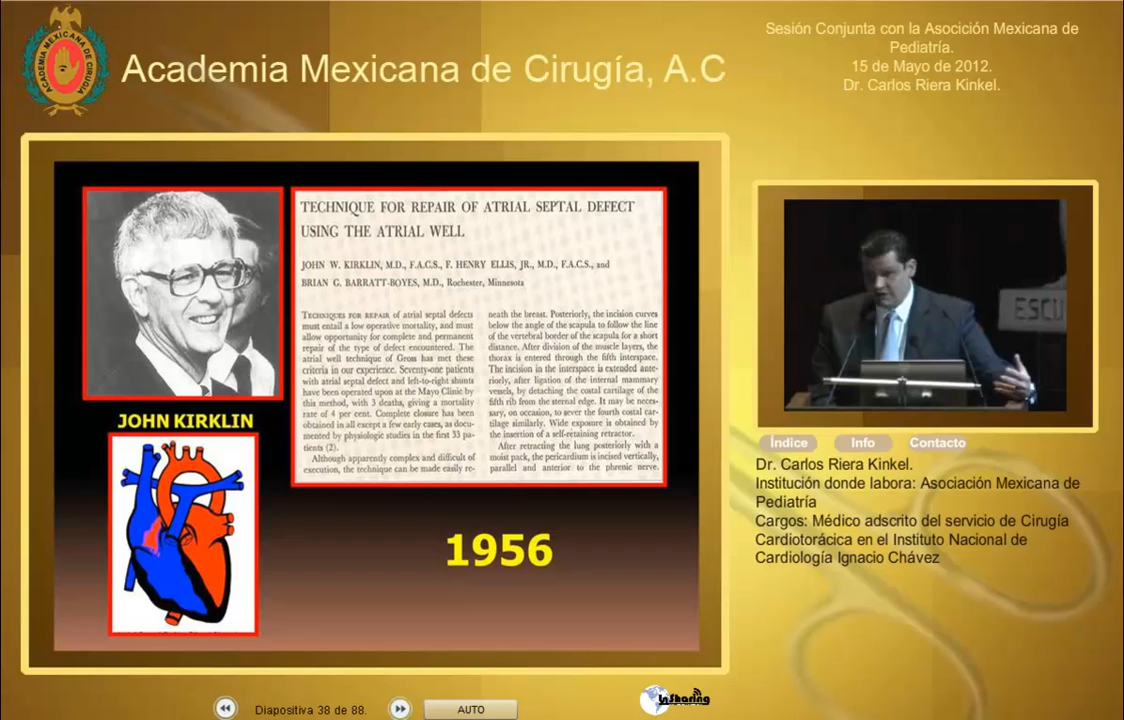 ACADEMIA MEXICANA DE CIRUGIA
Academia Mexicana de Cirugía, A.C
Sesión Conjunta con la Asocición Mexicana de
Pediatría.
15 de Mayo de 2012.
Dr. Carlos Riera Kinkel.
TECHNIQUE FOR REPAIR OF ATRIAL SEPTAL DEFECT
USING THE ATRIAL WELL
JOHN W. KIRKLIN, M.D., F.A.C.S., F. HENRY ELLIS, JR., M.D., F.A.C.S., and
BRIAN G. BARRATT-BOYES, M.D., Rochester, Minnesota
TECHNIQUES FOR REPAIR of atrial septal defects
must entail a low operative mortality, and must
allow opportunity for complete and permanent
repair of the type of defect encountered. The
atrial well technique of Gross has met these
criteria in our experience. Seventy-one patients
with atrial septal defect and left-to-right shunts
have been operated upon at the Mayo Clinic by
this method, with 3 deaths, giving a mortality
rate of 4 per cent. Complete closure has been
obtained in all except a few early cases, as docu-
mented by physiologic studies in the first 33 pa-
tients (2).
Although apparently complex and difficult of
execution, the technique can be made easily re-
neath the breast. Posteriorly, the incision curves
below the angle of the scapula to follow the line
of the vertebral border of the scapula for a short
distance. After division of the muscle layers, the
thorax is entered through the fifth interspace.
The incision in the interspace is extended ante-
riorly, after ligation of the internal mammary
vessels, by detaching the costal cartilage of the
fifth rib from the sternal edge. It may be neces-
sary, on occasion, to sever the fourth costal car-
tilage similarly. Wide exposure is obtained by
the insertion of a self-retaining retractor.
After retracting the lung posteriorly with a
moist pack, the pericardium is incised vertically,
parallel and anterior to the phrenic nerve.
JOHN KIRKLIN
1956
ESCU
Índice
Info
Contacto
Dr. Carlos Riera Kinkel.
Institución donde labora: Asociación Mexicana de
Pediatría
Cargos: Médico adscrito del servicio de Cirugía
Cardiotorácica en el Instituto Nacional de
Cardiología Ignacio Chávez
Diapositiva 38 de 88.
AUTO
InSharing